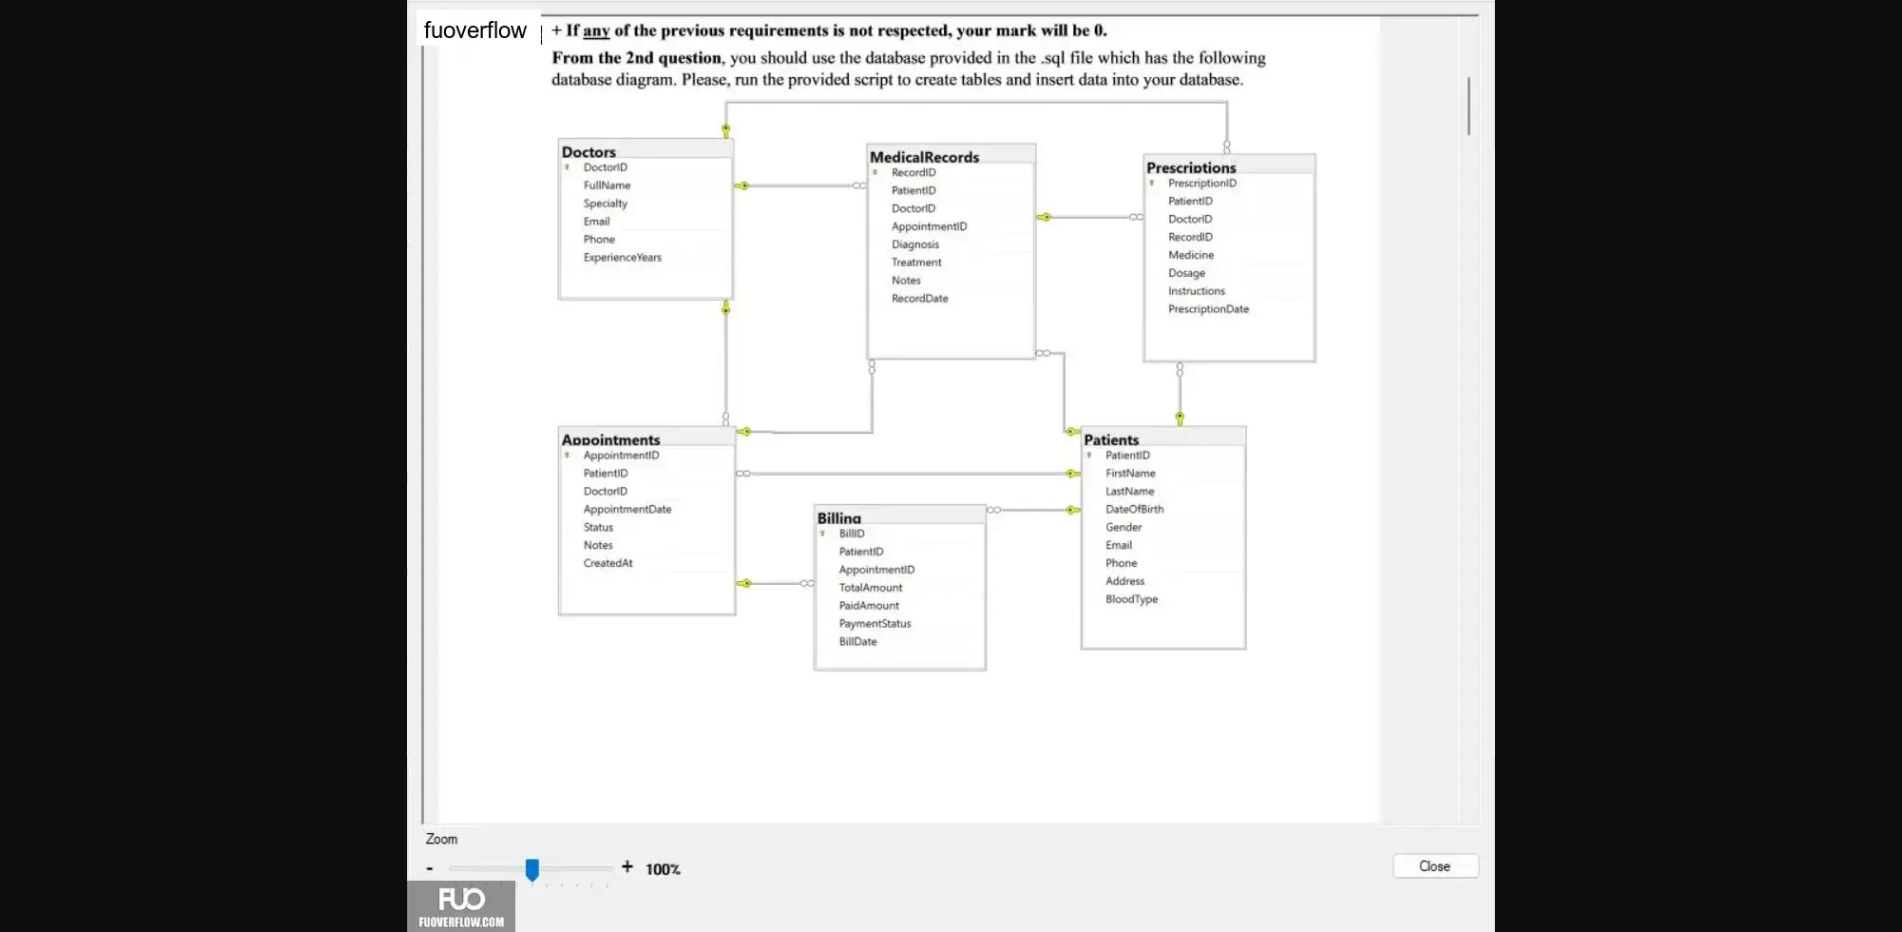 fuoverflow
+ If any of the previous requirements is not respected, your mark will be 0.
From the 2nd question, you should use the database provided in the .sql file which has the following
database diagram. Please, run the provided script to create tables and insert data into your database.
Doctors
DoctorID
FullName
Specialty
Email
Phone
ExperienceYears
MedicalRecords
RecordID
PatientID
DoctorID
AppointmentID
Diagnosis
Treatment
Notes
RecordDate
Prescriptions
PrescriptionID
PatientID
DoctorID
RecordID
Medicine
Dosage
Instructions
PrescriptionDate
Appointments
AppointmentID
PatientID
DoctorID
AppointmentDate
Status
Notes
CreatedAt
Billing
BillID
PatientID
AppointmentID
TotalAmount
PaidAmount
PaymentStatus
BillDate
Patients
PatientID
FirstName
LastName
DateOfBirth
Gender
Email
Phone
Address
BloodType
Zoom
- + 100%
Close
FUO
FUOVERFLOW.COM